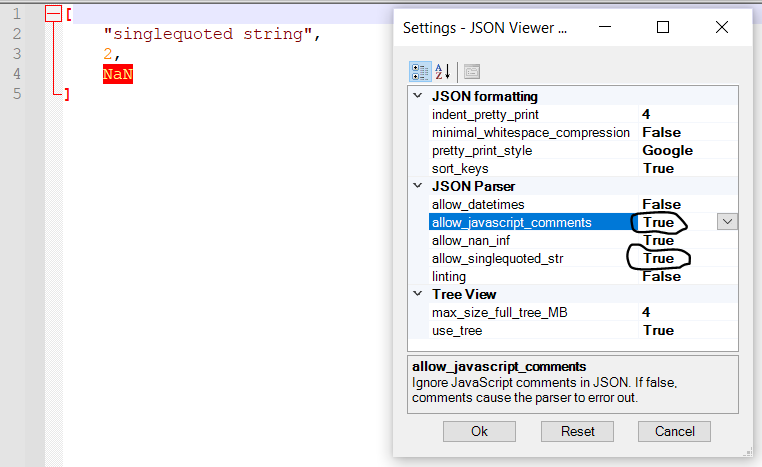 1 [
2 "singlequoted string",
3 2,
4 NaN
5 ]
Settings - JSON Viewer ...
A
Z
JSON formatting
indent_pretty_print 4
minimal_whitespace_compression False
pretty_print_style Google
sort_keys True
JSON Parser
allow_datetimes False
allow_javascript_comments True
allow_nan_inf True
allow_singlequoted_str True
linting False
Tree View
max_size_full_tree_MB 4
use_tree True
allow_javascript_comments
Ignore JavaScript comments in JSON. If false,
comments cause the parser to error out.
Ok Reset Cancel